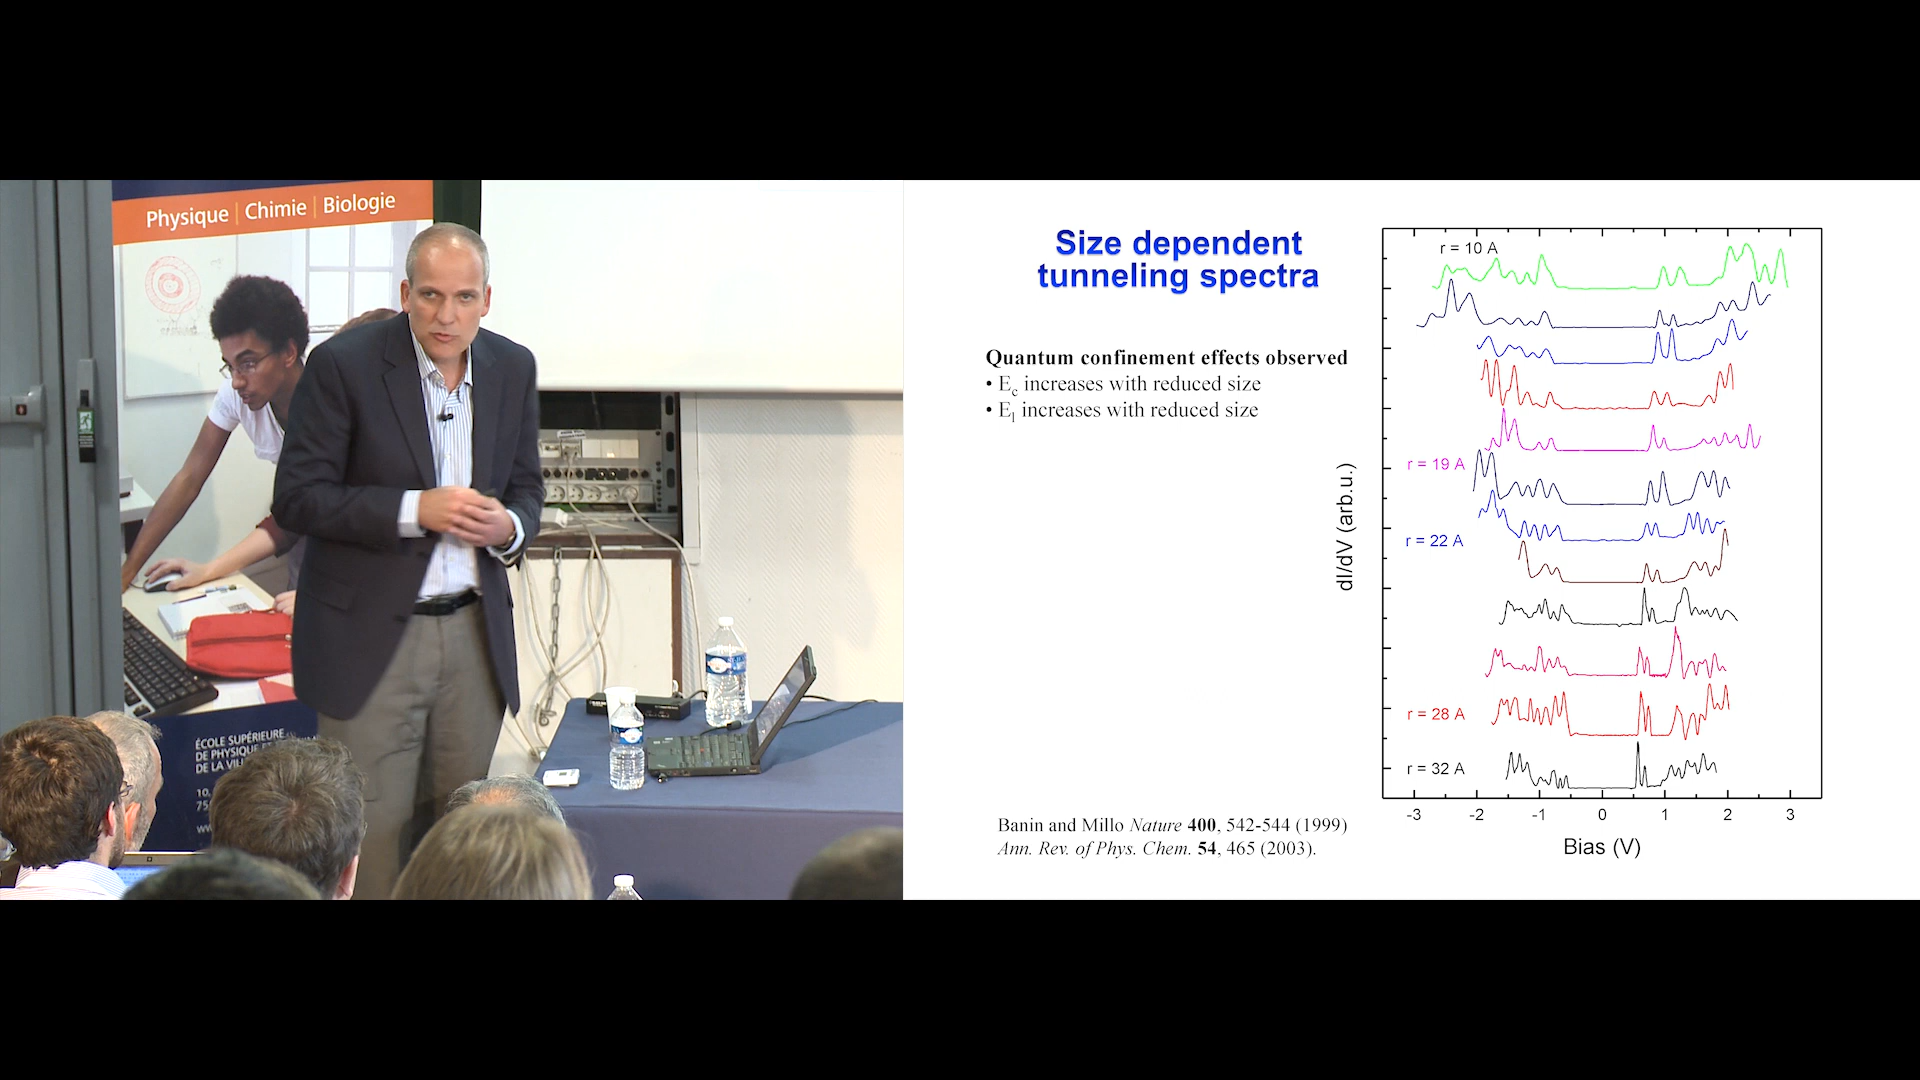 Physique | Chimie | Biologie
ÉCOLE SUPÉRIEURE
DE PHYSIQUE
DE LA
10,
75
Size dependent
tunneling spectra
Quantum confinement effects observed
• Ec increases with reduced size
• El increases with reduced size
Banin and Millo Nature 400, 542-544 (1999)
Ann. Rev. of Phys. Chem. 54, 465 (2003).
dI/dV (arb.u.)
r = 10 A
r = 19 A
r = 22 A
r = 28 A
r = 32 A
-3 -2 -1 0 1 2 3
Bias (V)